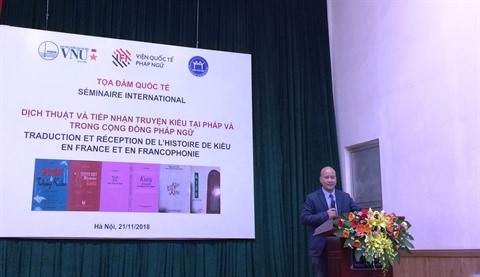 VNU
VIỆN QUỐC TẾ
PHÁP NGỮ
TỌA ĐÀM QUỐC TẾ
SÉMINAIRE INTERNATIONAL
DỊCH THUẬT VÀ TIẾP NHẬN TRUYỆN KIỀU TẠI PHÁP VÀ
TRONG CỘNG ĐỒNG PHÁP NGỮ
TRADUCTION ET RÉCEPTION DE L'HISTOIRE DE KIỀU
EN FRANCE ET EN FRANCOPHONIE
Hà Nội, 21/11/2018